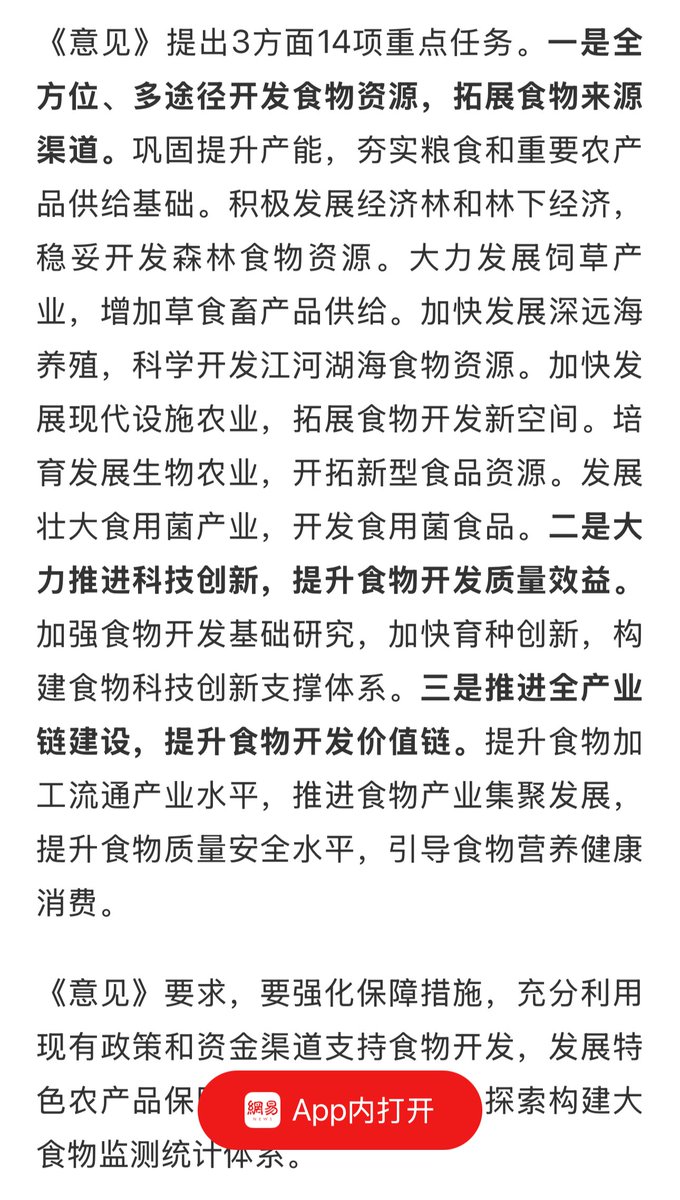 《意见》提出3方面14项重点任务。一是全
方位、多途径开发食物资源，拓展食物来源
渠道。巩固提升产能，夯实粮食和重要农产
品供给基础。积极发展经济林和林下经济，
稳妥开发森林食物资源。大力发展饲草产
业，增加草食畜产品供给。加快发展深远海
养殖，科学开发江河湖海食物资源。加快发
展现代设施农业，拓展食物开发新空间。培
育发展生物农业，开拓新型食品资源。发展
壮大食用菌产业，开发食用菌食品。二是大
力推进科技创新，提升食物开发质量效益。
加强食物开发基础研究，加快育种创新，构
建食物科技创新支撑体系。三是推进全产业
链建设，提升食物开发价值链。提升食物加
工流通产业水平，推进食物产业集聚发展，
提升食物质量安全水平，引导食物营养健康
消费。
《意见》要求，要强化保障措施，充分利用
现有政策和资金渠道支持食物开发，发展特
色农产品保
探索构建大
網易
NEWS
App内打开
食物监测统计体系。